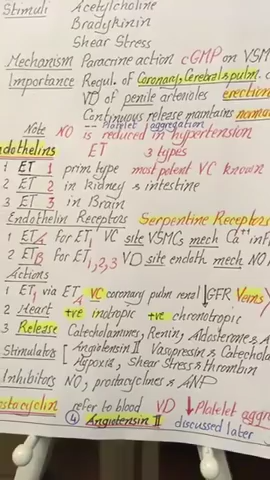 Stimuli Acetylcholine
Bradykinin
Shear Stress
Mechanism Paracrine action cGMP on VSM
Importance Regul. of Coronary, Cerebral & pulm.
VD of penile arterioles erection
Continuous release maintains
-- Platelet aggregation
Note NO is reduced in hypertension
ndothelins ET 3 types
1 ET 1 prim type most potent VC known
2 ET 2 in kidney & intestine
3 ET 3 in Brain
Endothelin Receptors Serpentine Receptors
1 ETA For ET1 VC site VSMCs mech Ca++ inf
2 ETB For ET1,2,3 VD site endoth mech NO
Actions
1 ET1 via ETA VC coronary pulm renal ↓GFR Veins
2 Heart +ve inotropic +ve chronotropic
3 Release Catecholamines, Renin, Aldosterone & A
Stimulators [ Angiotensin II Vasopressin & Catechola
Hypoxia, Shear Stress & thrombin
Inhibitors NO, prostacyclins & ANP
ostacyclin refer to blood VD ↓Platelet aggr
④ Angiotensin II discussed later